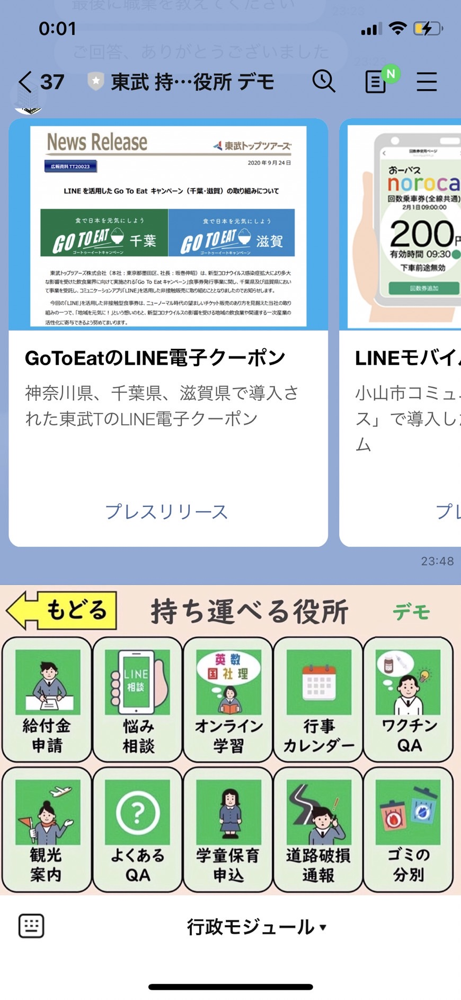 最後に職業を教えてください
23:23
0:01
ご回答、ありがとうございました
23:23
37
東武 持…役所 デモ
N
News Release
東武トップツアーズ
広報資料 TT20023
2020年9月24日
LINE を活用した Go To Eat キャンペーン（千葉・滋賀）の取り組みについて
食で日本を元気にしよう
GO TO EAT 千葉
ゴートゥーイートキャンペーン
食で日本を元気にしよう
GO TO EAT 滋賀
ゴートゥーイートキャンペーン
東武トップツアーズ株式会社（本社：東京都墨田区、社長：坂巻伸昭）は、新型コロナウイルス感染症拡大により多大
な影響を受けた飲食業界に向けて実施される「Go To Eat キャンペーン」食事券発行事業に関し、千葉県及び滋賀県におい
て事業を受託し、コミュニケーションアプリ「LINE」を活用した非接触販売に取り組むこととなりましたのでお知らせします。
今回の「LINE」を活用した非接触型食事券は、ニューノーマル時代の望ましいチケット販売のあり方を見据えた当社の取り
組みの一つで、「地域を元気に！」という想いのもと、新型コロナウイルスの影響を受ける地域の飲食業や関連する一次産業の
活性化に寄与できるよう努めてまいります。
GoToEatのLINE電子クーポン
神奈川県、千葉県、滋賀県で導入さ
れた東武TのLINE電子クーポン
プレスリリース
回数券使用ページ
おーバス
noroca
回数乗車券(全線共通)
2月1日09:00:00
200円
有効時間 09:30
下車前途無効
回数券追加
LINEモバイ
小山市コミュ
ス」で導入し
ム
プレ
23:48
もどる
持ち運べる役所
デモ
給付金
申請
LINE
相談
悩み
相談
英 数
国 社 理
オンライン
学習
行事
カレンダー
ワクチン
QA
観光
案内
?
よくある
QA
学童保育
申込
!
道路破損
通報
ゴミの
分別
行政モジュール▼